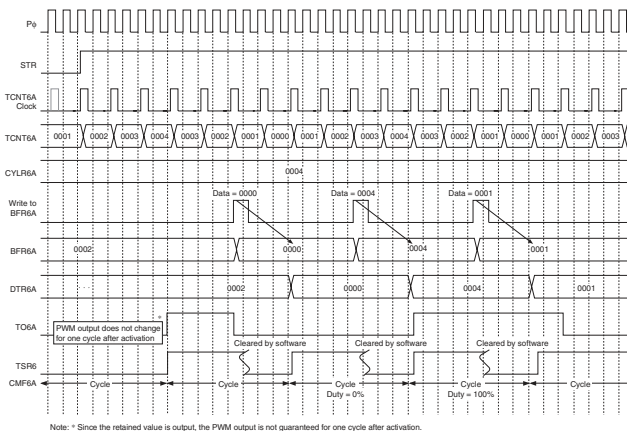 Pϕ
STR
TCNT6A
Clock
TCNT6A 0001 0002 0003 0004 0003 0002 0001 0000 0001 0002 0003 0004 0003 0002 0001 0000 0001 0002 0003
CYLR6A 0004
Data = 0000 Data = 0004 Data = 0001
Write to
BFR6A
BFR6A 0002 0000 0004 0001
DTR6A 0002 0000 0004 0001
TO6A
*
PWM output does not change
for one cycle after activation
Cleared by software Cleared by software Cleared by software
TSR6
CMF6A Cycle Cycle Cycle Cycle Cycle
Duty = 0% Duty = 100%
Note: * Since the retained value is output, the PWM output is not guaranteed for one cycle after activation.